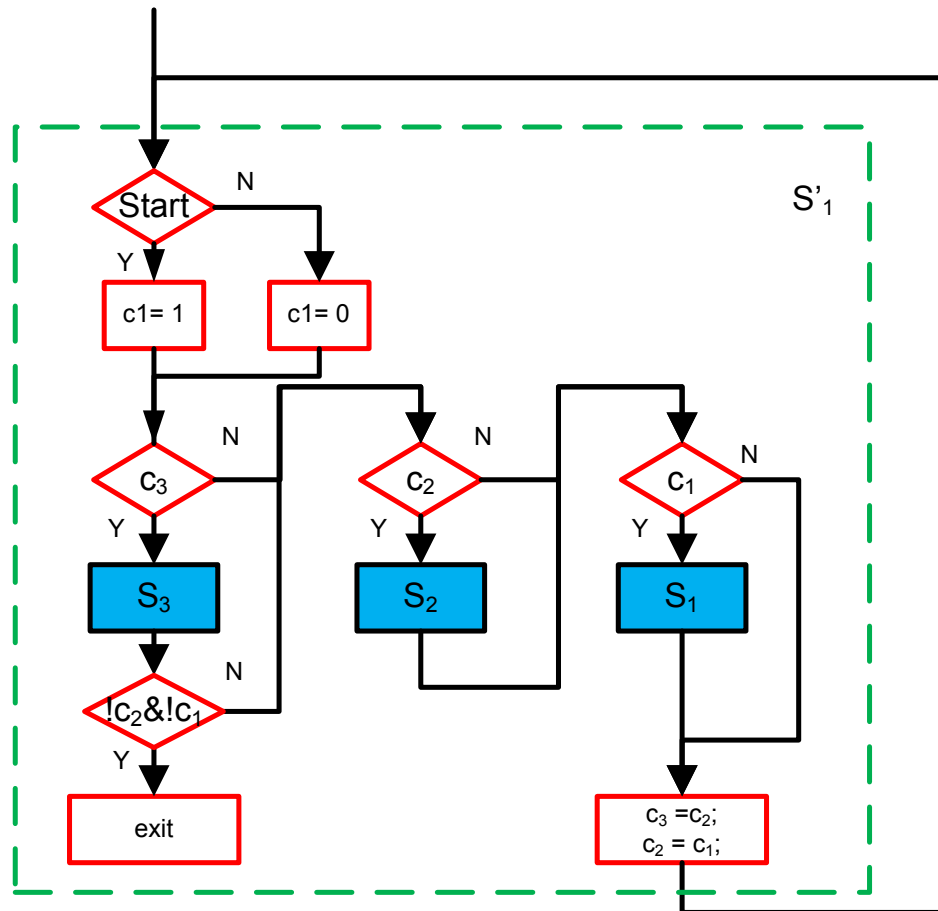 N
S’₁
Start
Y
c1= 1
c1= 0
N
N
N
c₃
c₂
c₁
Y
Y
Y
S₃
S₂
S₁
N
!c₂&!c₁
Y
exit
c₃ =c₂;
c₂ = c₁;